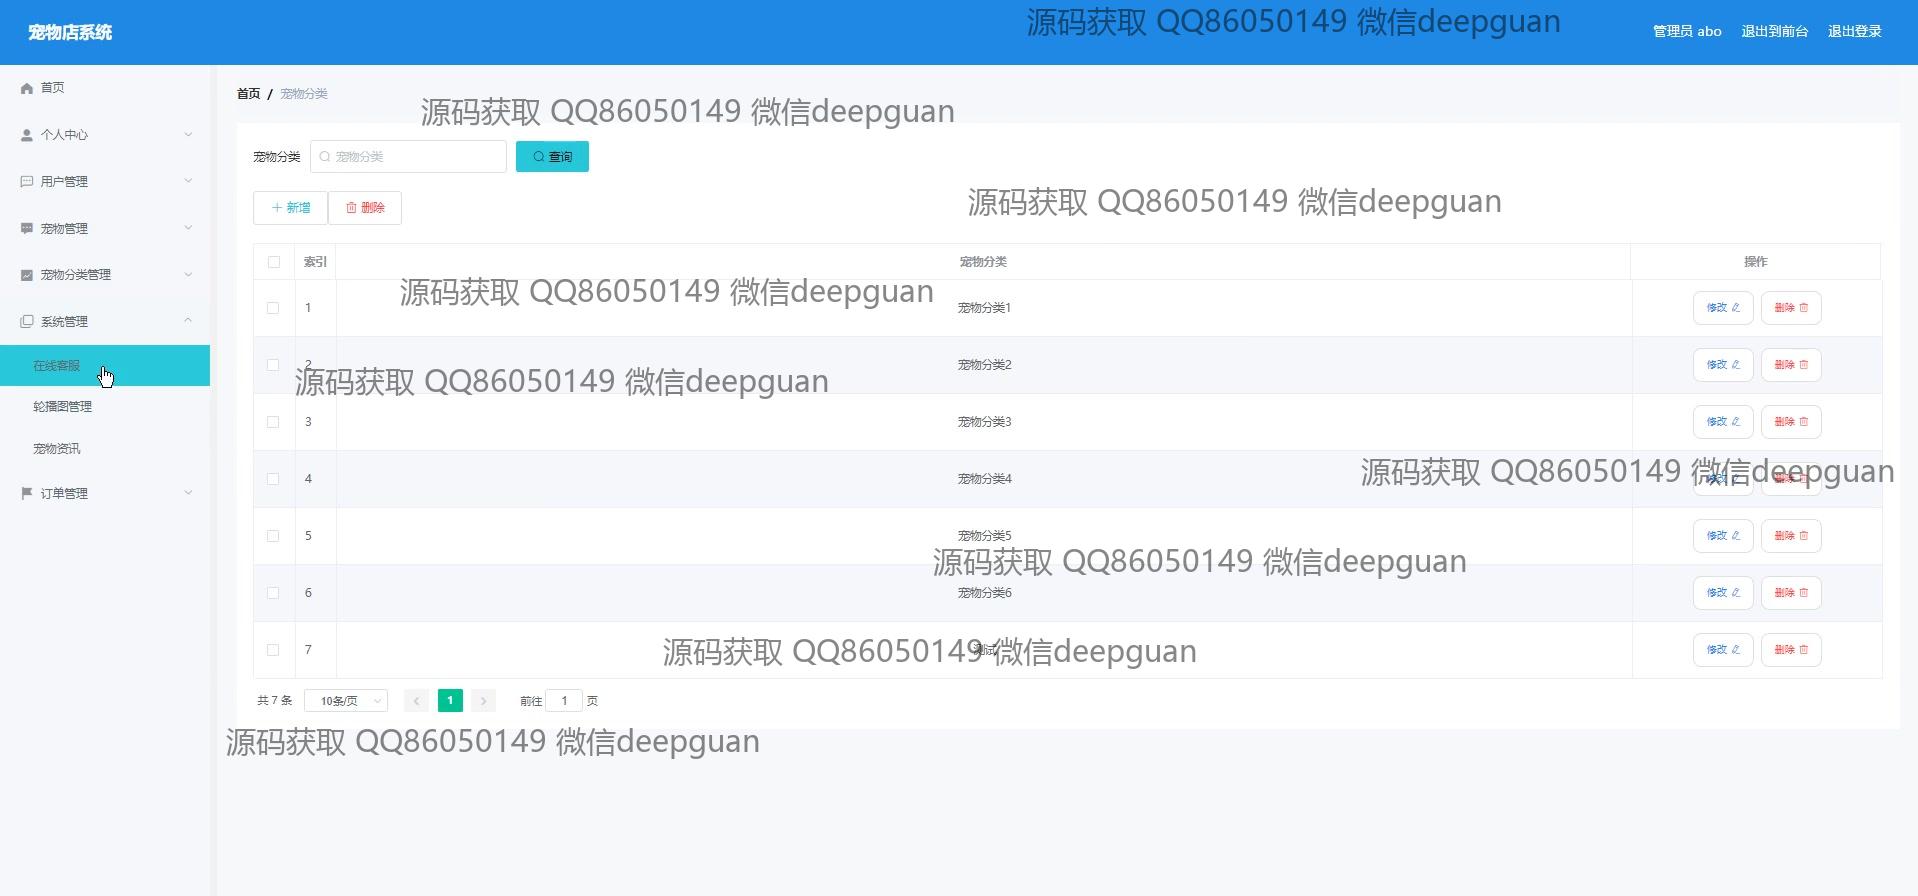 宠物店系统
源码获取 QQ86050149 微信deepguan
管理员 abo 退出到前台 退出登录
首页
个人中心
用户管理
宠物管理
宠物分类管理
系统管理
在线客服
轮播图管理
宠物资讯
订单管理
首页 / 宠物分类
源码获取 QQ86050149 微信deepguan
宠物分类 宠物分类 查询
源码获取 QQ86050149 微信deepguan
新增 删除
索引 宠物分类 操作
源码获取 QQ86050149 微信deepguan
1 宠物分类1 修改 删除
2 宠物分类2 修改 删除
源码获取 QQ86050149 微信deepguan
3 宠物分类3 修改 删除
源码获取 QQ86050149 微信deepguan
4 宠物分类4 修改 删除
5 宠物分类5 修改 删除
源码获取 QQ86050149 微信deepguan
6 宠物分类6 修改 删除
源码获取 QQ86050149 微信deepguan
7 测试 修改 删除
共 7 条 10条/页 1 前往 1 页
源码获取 QQ86050149 微信deepguan